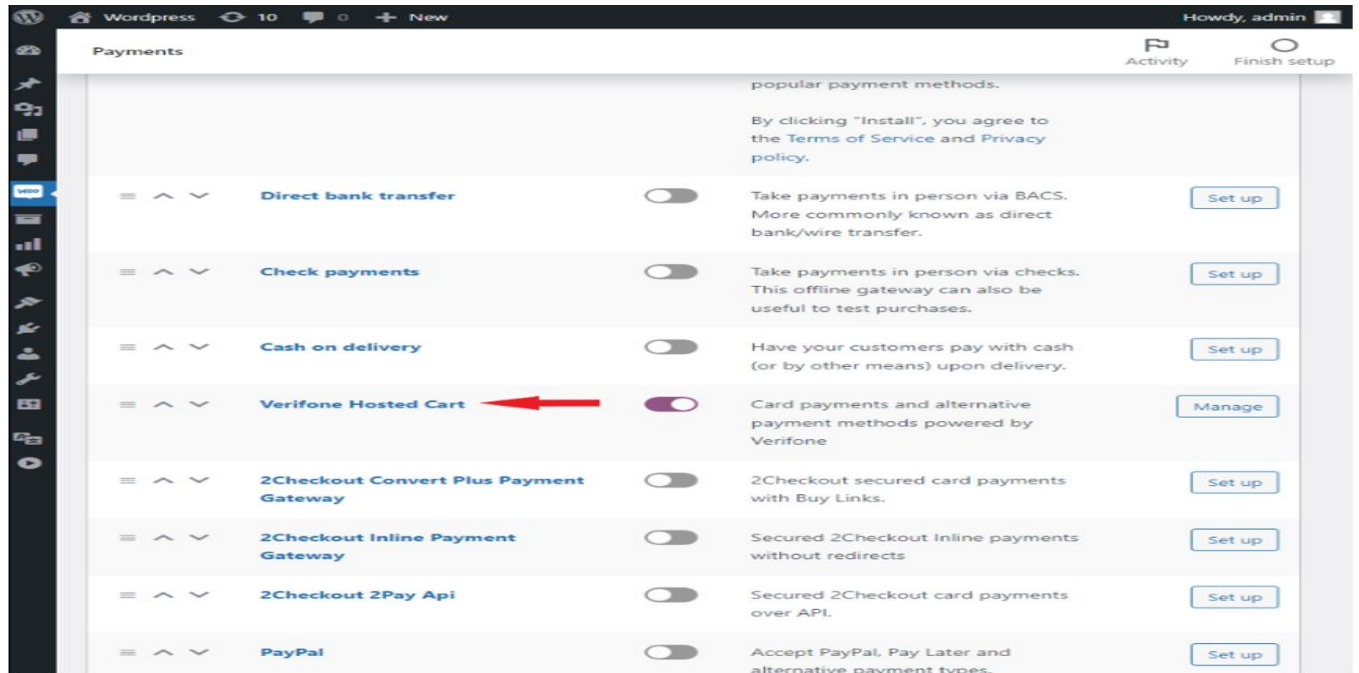 Wordpress 10 0 New Howdy, admin
Payments
Activity Finish setup
popular payment methods.
By clicking "Install", you agree to
the Terms of Service and Privacy
policy.
woo
Direct bank transfer
Take payments in person via BACS.
More commonly known as direct
bank/wire transfer.
Set up
Check payments
Take payments in person via checks.
This offline gateway can also be
useful to test purchases.
Set up
Cash on delivery
Have your customers pay with cash
(or by other means) upon delivery.
Set up
Verifone Hosted Cart
Card payments and alternative
payment methods powered by
Verifone
Manage
2Checkout Convert Plus Payment
Gateway
2Checkout secured card payments
with Buy Links.
Set up
2Checkout Inline Payment
Gateway
Secured 2Checkout Inline payments
without redirects
Set up
2Checkout 2Pay Api
Secured 2Checkout card payments
over API.
Set up
PayPal
Accept PayPal, Pay Later and
alternative payment types.
Set up